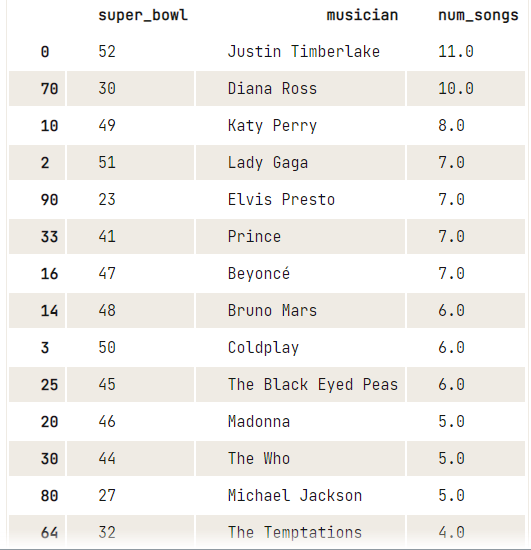 super_bowl musician num_songs
0 52 Justin Timberlake 11.0
70 30 Diana Ross 10.0
10 49 Katy Perry 8.0
2 51 Lady Gaga 7.0
90 23 Elvis Presto 7.0
33 41 Prince 7.0
16 47 Beyoncé 7.0
14 48 Bruno Mars 6.0
3 50 Coldplay 6.0
25 45 The Black Eyed Peas 6.0
20 46 Madonna 5.0
30 44 The Who 5.0
80 27 Michael Jackson 5.0
64 32 The Temptations 4.0